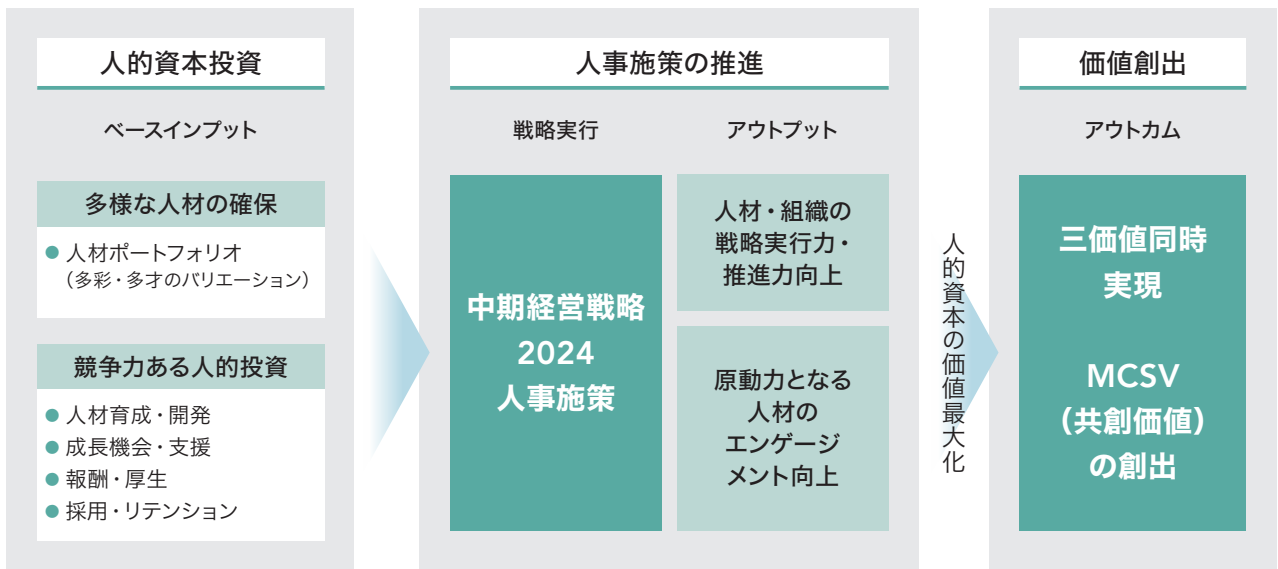 人的資本投資
ベースインプット
多様な人材の確保
● 人材ポートフォリオ
（多彩・多才のバリエーション）
競争力ある人的投資
● 人材育成・開発
● 成長機会・支援
● 報酬・厚生
● 採用・リテンション
人事施策の推進
戦略実行
中期経営戦略
2024
人事施策
アウトプット
人材・組織の
戦略実行力・
推進力向上
原動力となる
人材の
エンゲージ
メント向上
人的資本の価値最大化
価値創出
アウトカム
三価値同時
実現
MCSV
（共創価値）
の創出